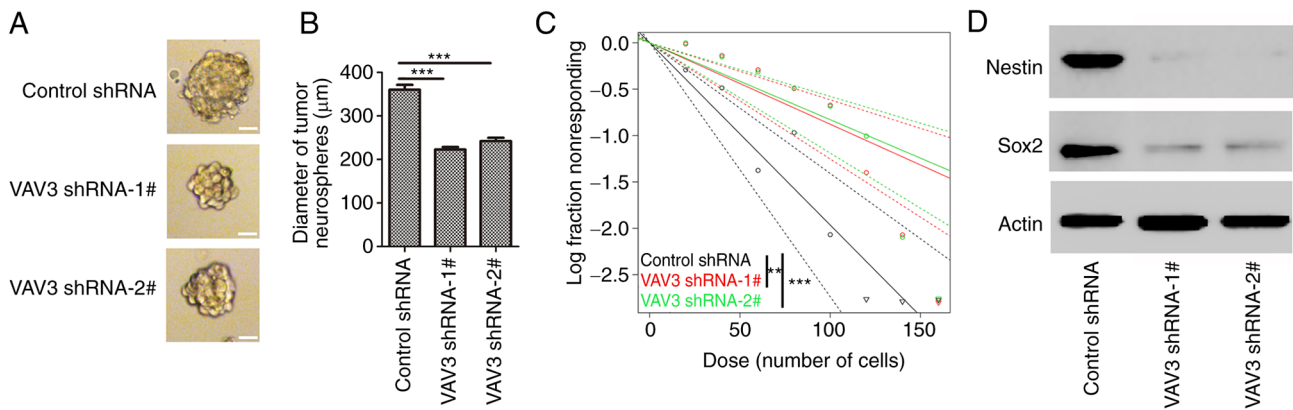 A
Control shRNA
VAV3 shRNA-1#
VAV3 shRNA-2#
B
***
***
Diameter of tumor
neurospheres (μm)
400
300
200
100
0
Control shRNA
VAV3 shRNA-1#
VAV3 shRNA-2#
C
Log fraction nonresponding
0.0
−0.5
−1.0
−1.5
−2.0
−2.5
Control shRNA
VAV3 shRNA-1#
VAV3 shRNA-2#
**
***
0
50
100
150
Dose (number of cells)
D
Nestin
Sox2
Actin
Control shRNA
VAV3 shRNA-1#
VAV3 shRNA-2#